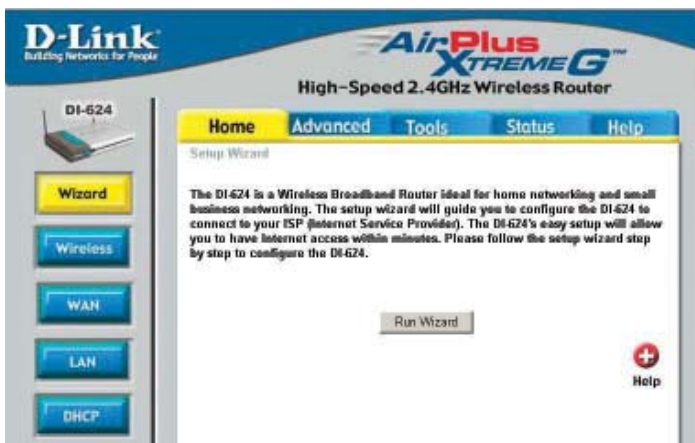 D-Link
Building Networks for People
AirPlus
XTREME G™
High-Speed 2.4GHz Wireless Router
DI-624
Home Advanced Tools Status Help
Setup Wizard
Wizard
Wireless
WAN
LAN
DHCP
The DI-624 is a Wireless Broadband Router ideal for home networking and small
business networking. The setup wizard will guide you to configure the DI-624 to
connect to your ISP (Internet Service Provider). The DI-624's easy setup will allow
you to have Internet access within minutes. Please follow the setup wizard step
by step to configure the DI-624.
Run Wizard
Help